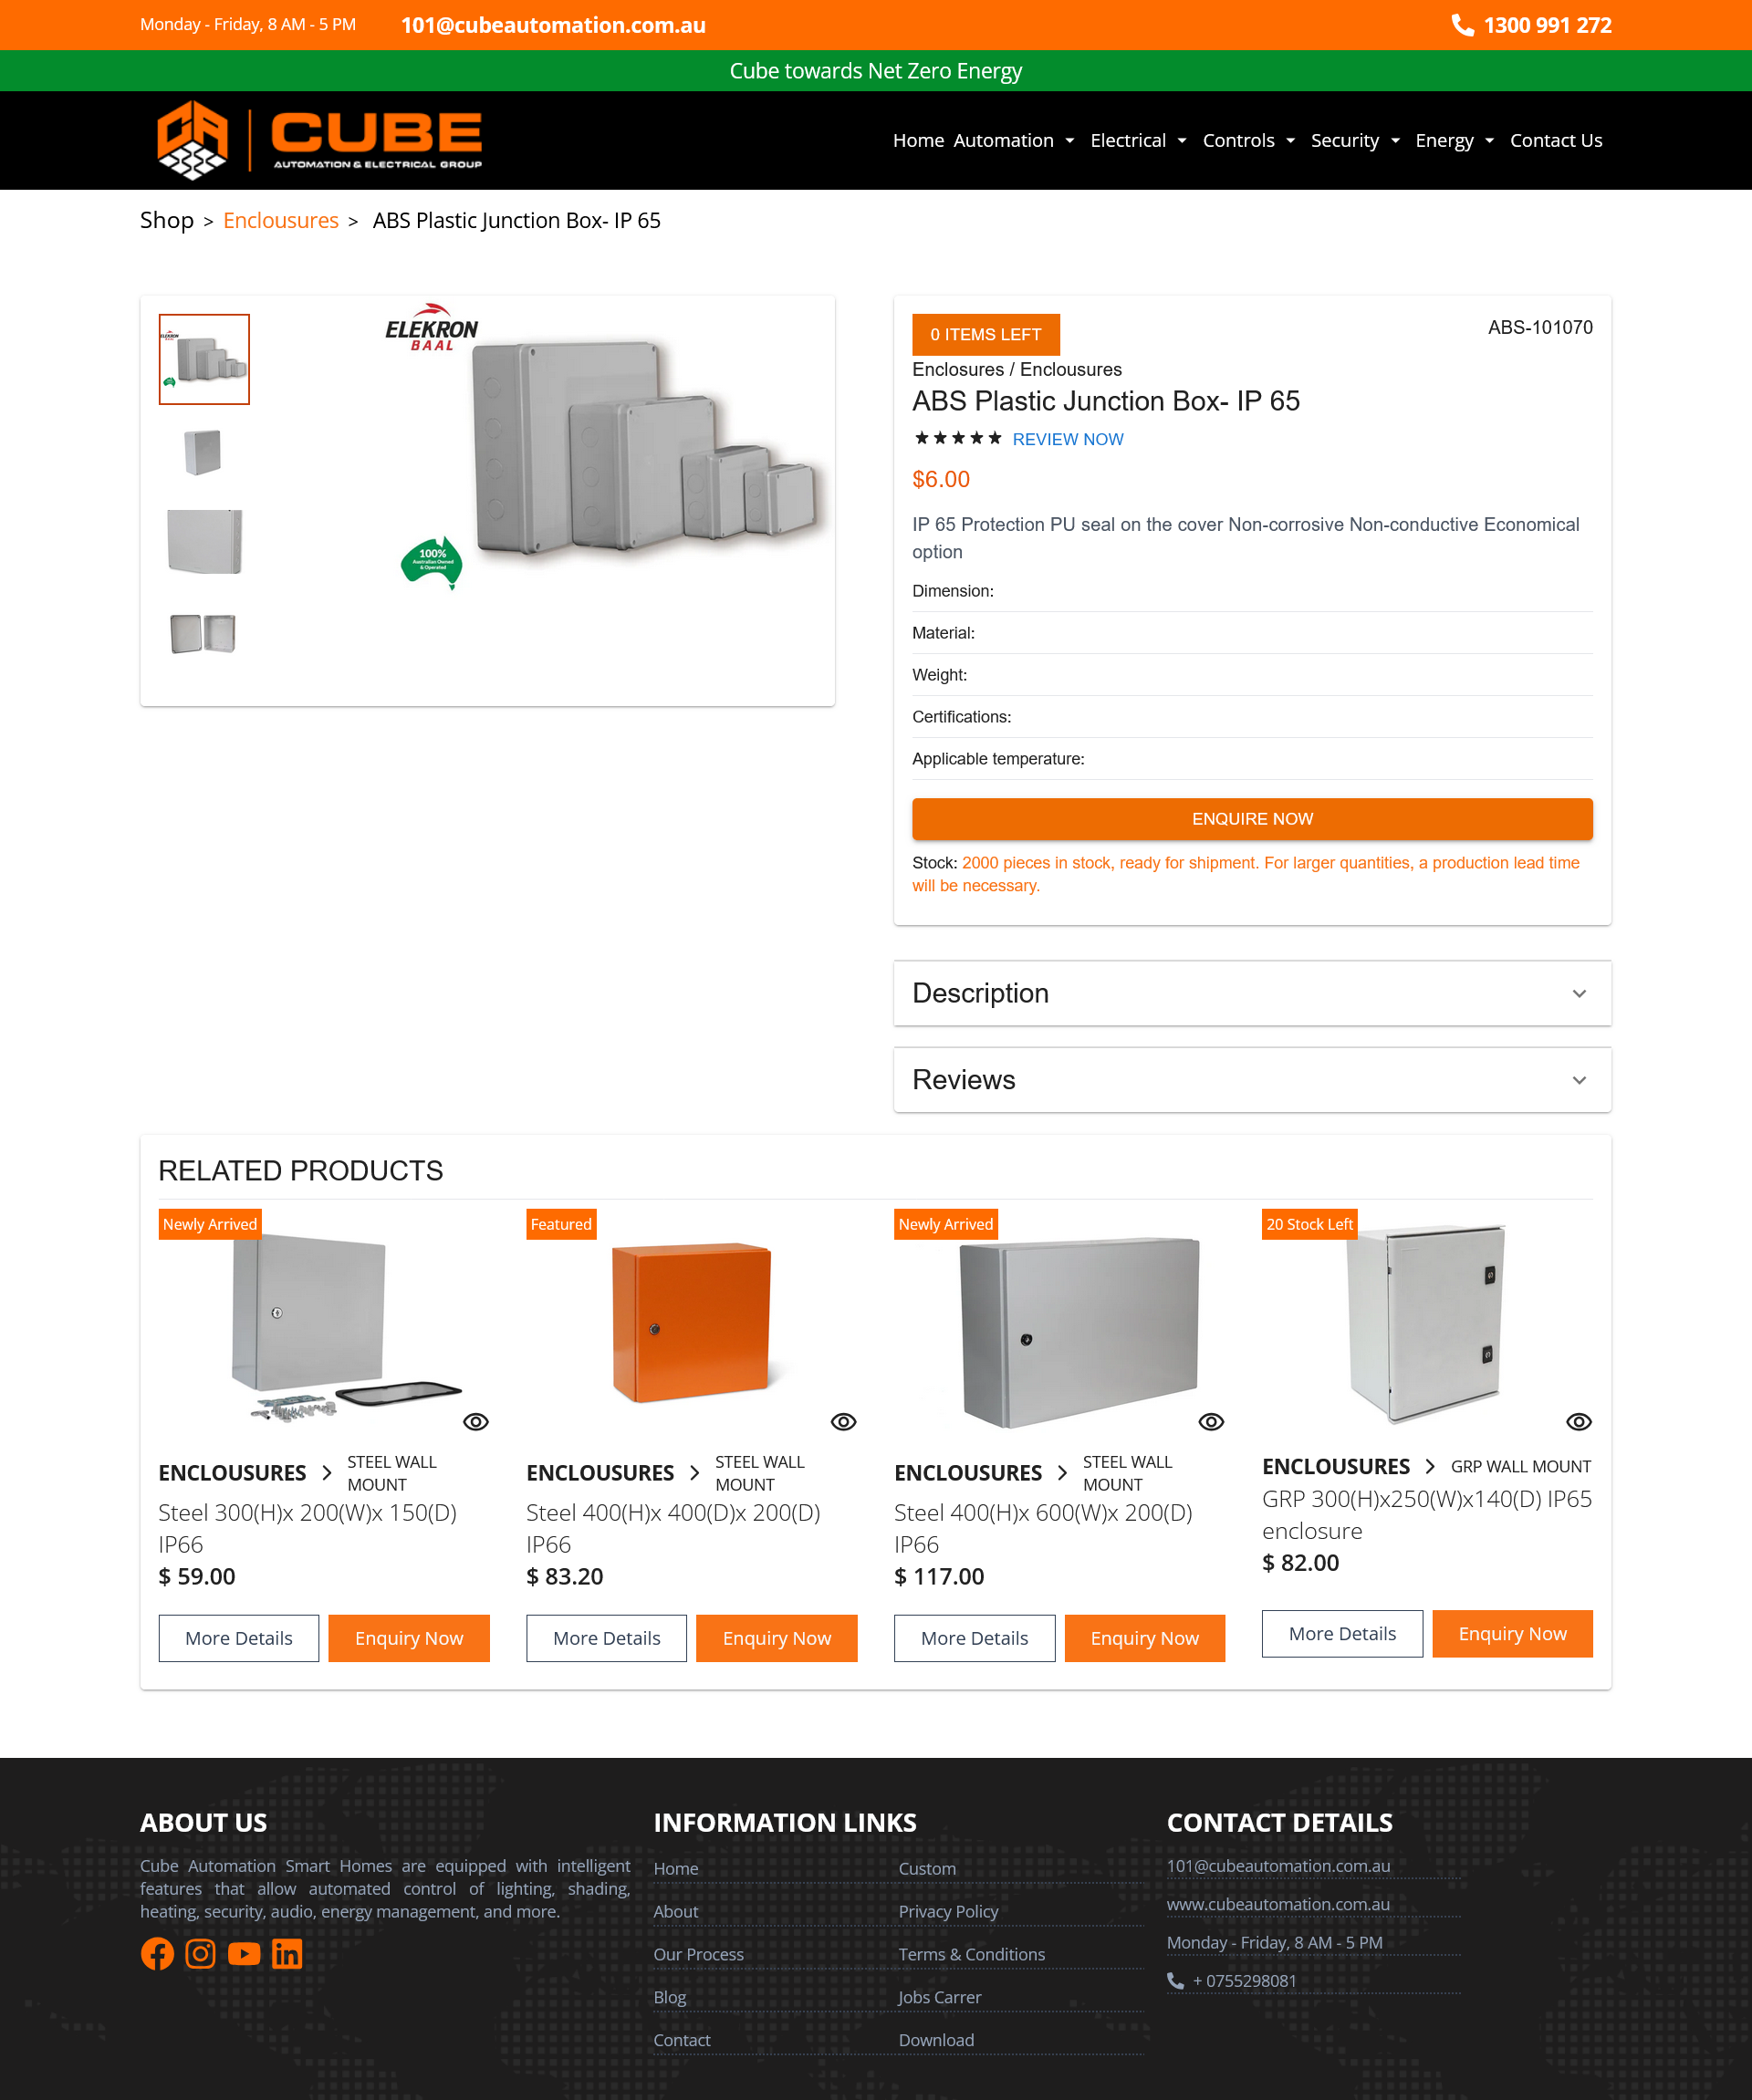 Monday - Friday, 8 AM - 5 PM 101@cubeautomation.com.au 1300 991 272
Cube towards Net Zero Energy
CUBE
AUTOMATION & ELECTRICAL GROUP
Home Automation Electrical Controls Security Energy Contact Us
Shop > Enclousures > ABS Plastic Junction Box- IP 65
ELEKRON
BAAL
100%
Australian Owned
& Operated
0 ITEMS LEFT
ABS-101070
Enclosures / Enclousures
ABS Plastic Junction Box- IP 65
REVIEW NOW
$6.00
IP 65 Protection PU seal on the cover Non-corrosive Non-conductive Economical
option
Dimension:
Material:
Weight:
Certifications:
Applicable temperature:
ENQUIRE NOW
Stock: 2000 pieces in stock, ready for shipment. For larger quantities, a production lead time
will be necessary.
Description
Reviews
RELATED PRODUCTS
Newly Arrived
ENCLOUSURES > STEEL WALL
MOUNT
Steel 300(H)x 200(W)x 150(D)
IP66
$ 59.00
More Details Enquiry Now
Featured
ENCLOUSURES > STEEL WALL
MOUNT
Steel 400(H)x 400(D)x 200(D)
IP66
$ 83.20
More Details Enquiry Now
Newly Arrived
ENCLOUSURES > STEEL WALL
MOUNT
Steel 400(H)x 600(W)x 200(D)
IP66
$ 117.00
More Details Enquiry Now
20 Stock Left
ENCLOUSURES > GRP WALL MOUNT
GRP 300(H)x250(W)x140(D) IP65
enclosure
$ 82.00
More Details Enquiry Now
ABOUT US
Cube Automation Smart Homes are equipped with intelligent
features that allow automated control of lighting, shading,
heating, security, audio, energy management, and more.
INFORMATION LINKS
Home Custom
About Privacy Policy
Our Process Terms & Conditions
Blog Jobs Carrer
Contact Download
CONTACT DETAILS
101@cubeautomation.com.au
www.cubeautomation.com.au
Monday - Friday, 8 AM - 5 PM
+ 0755298081